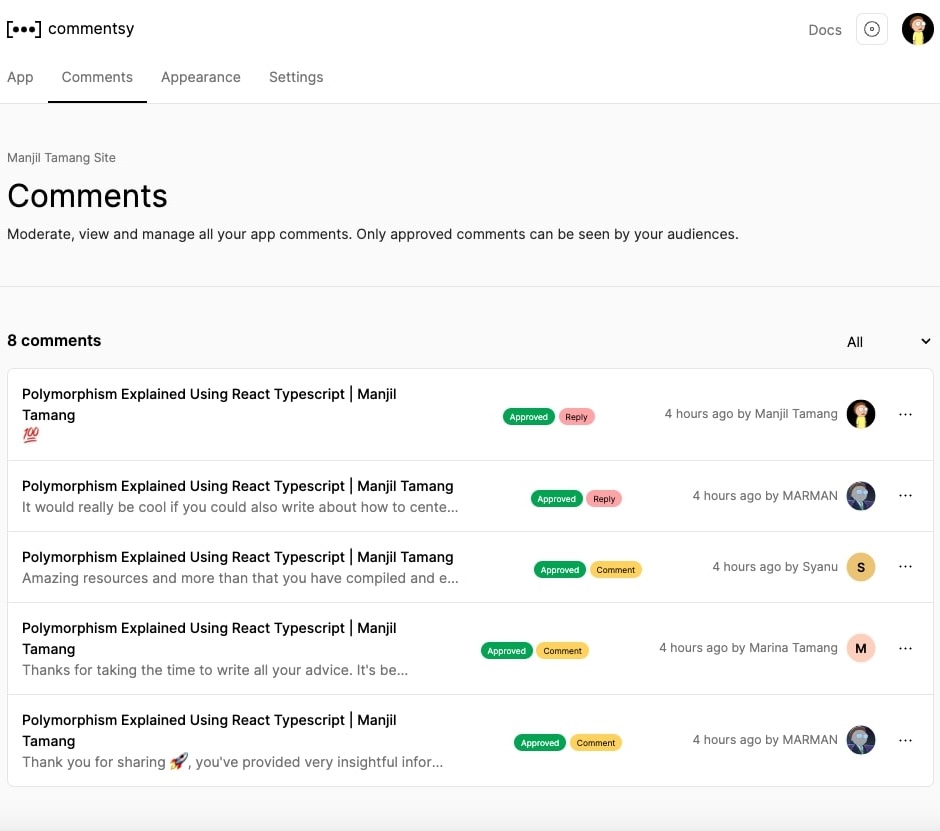 [•••] commentsy
Docs
App Comments Appearance Settings
Manjil Tamang Site
Comments
Moderate, view and manage all your app comments. Only approved comments can be seen by your audiences.
8 comments
All
Polymorphism Explained Using React Typescript | Manjil
Tamang
💯
Approved Reply
4 hours ago by Manjil Tamang
Polymorphism Explained Using React Typescript | Manjil Tamang
It would really be cool if you could also write about how to cente...
Approved Reply
4 hours ago by MARMAN
Polymorphism Explained Using React Typescript | Manjil Tamang
Amazing resources and more than that you have compiled and e...
Approved Comment
4 hours ago by Syanu
S
Polymorphism Explained Using React Typescript | Manjil
Tamang
Thanks for taking the time to write all your advice. It's be...
Approved Comment
4 hours ago by Marina Tamang
M
Polymorphism Explained Using React Typescript | Manjil
Tamang
Thank you for sharing 🚀, you've provided very insightful infor...
Approved Comment
4 hours ago by MARMAN